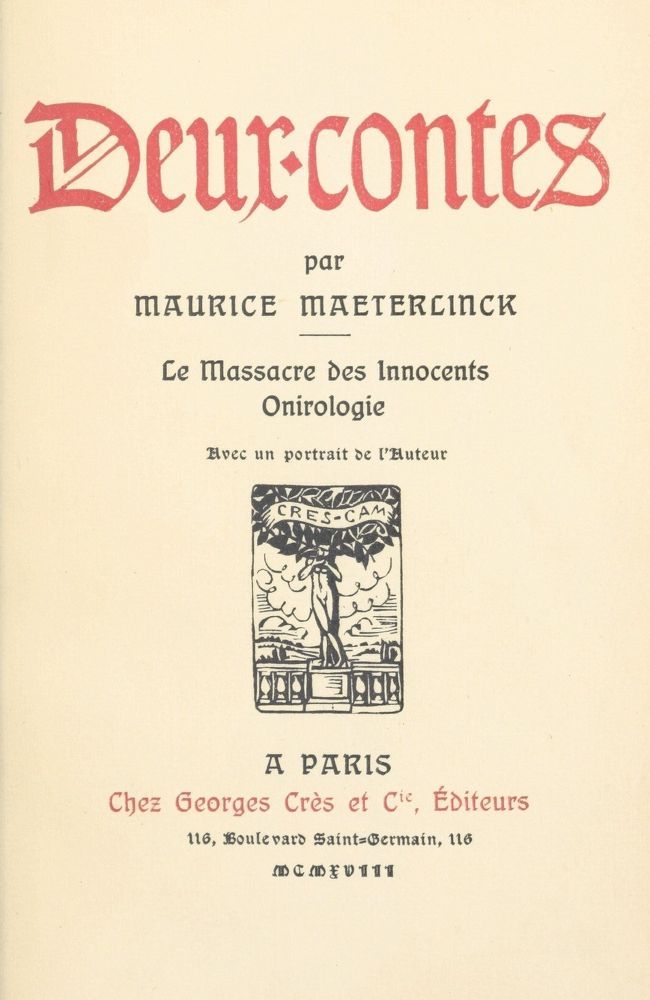 Deux·contes
par
MAURICE MAETERLINCK
Le Massacre des Innocents
Onirologie
Avec un portrait de l'Auteur
CRES-CAM
A PARIS
Chez Georges Crès et Cie, Éditeurs
116, Boulevard Saint-Germain, 116
MCMXVIII